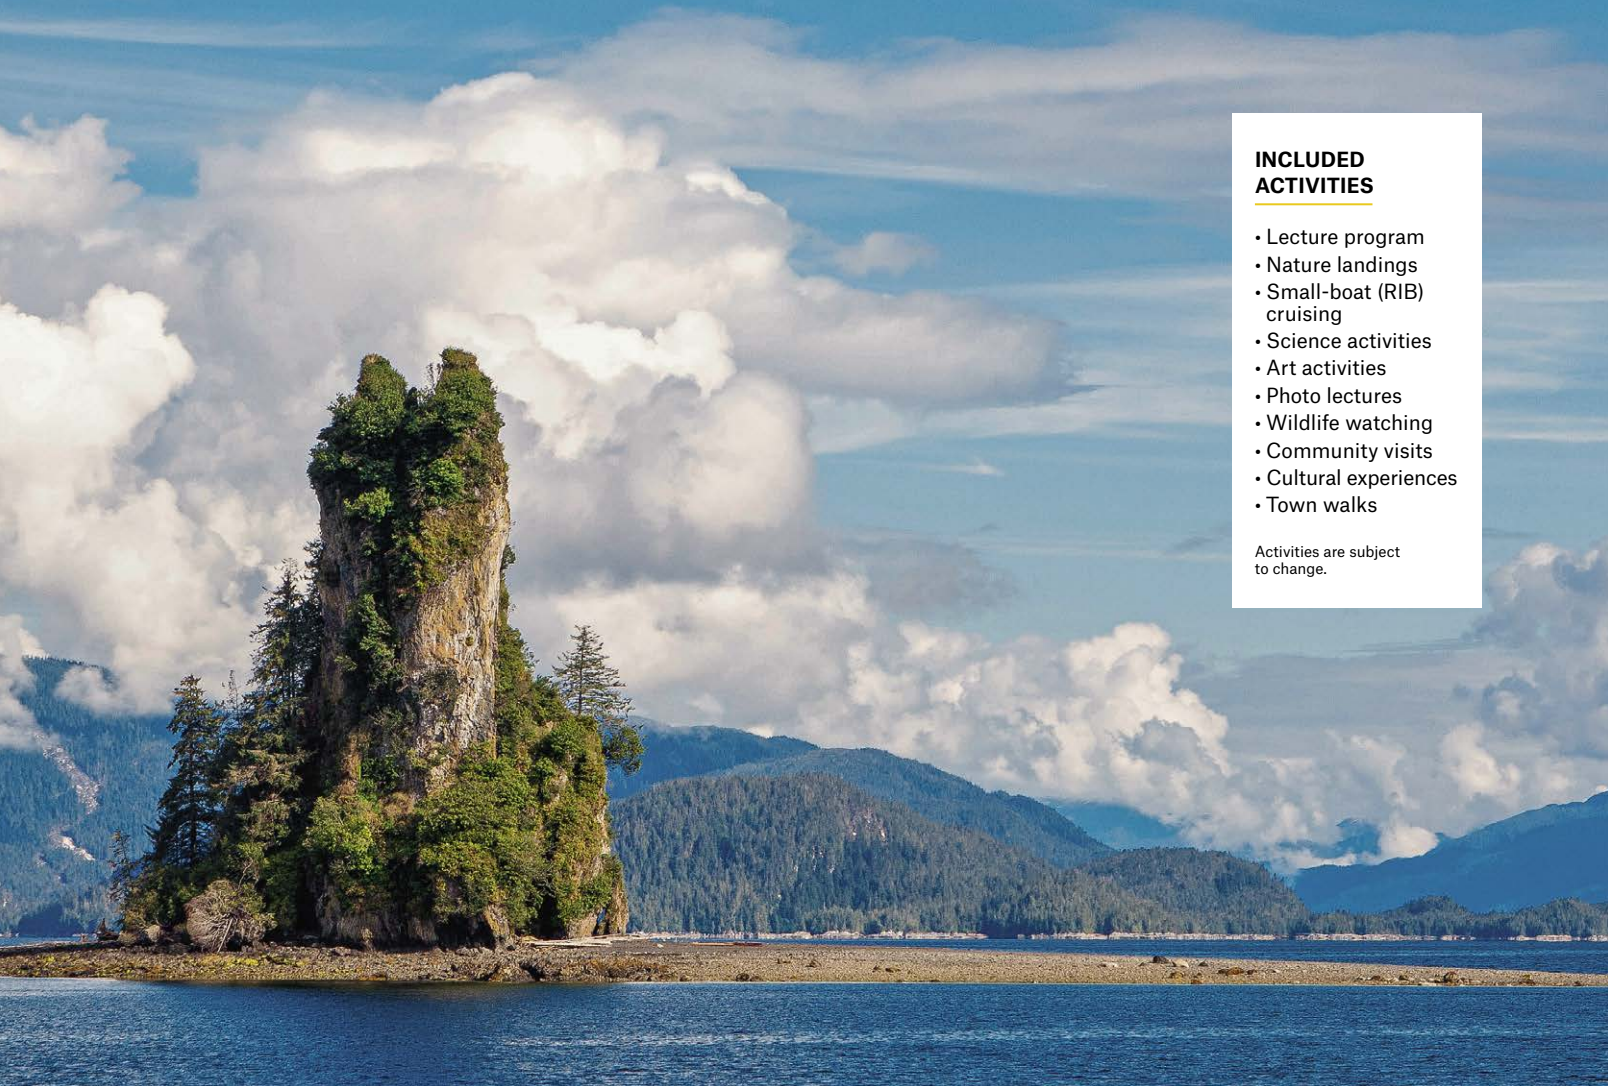 INCLUDED
ACTIVITIES
• Lecture program
• Nature landings
• Small-boat (RIB)
cruising
• Science activities
• Art activities
• Photo lectures
• Wildlife watching
• Community visits
• Cultural experiences
• Town walks
Activities are subject
to change.